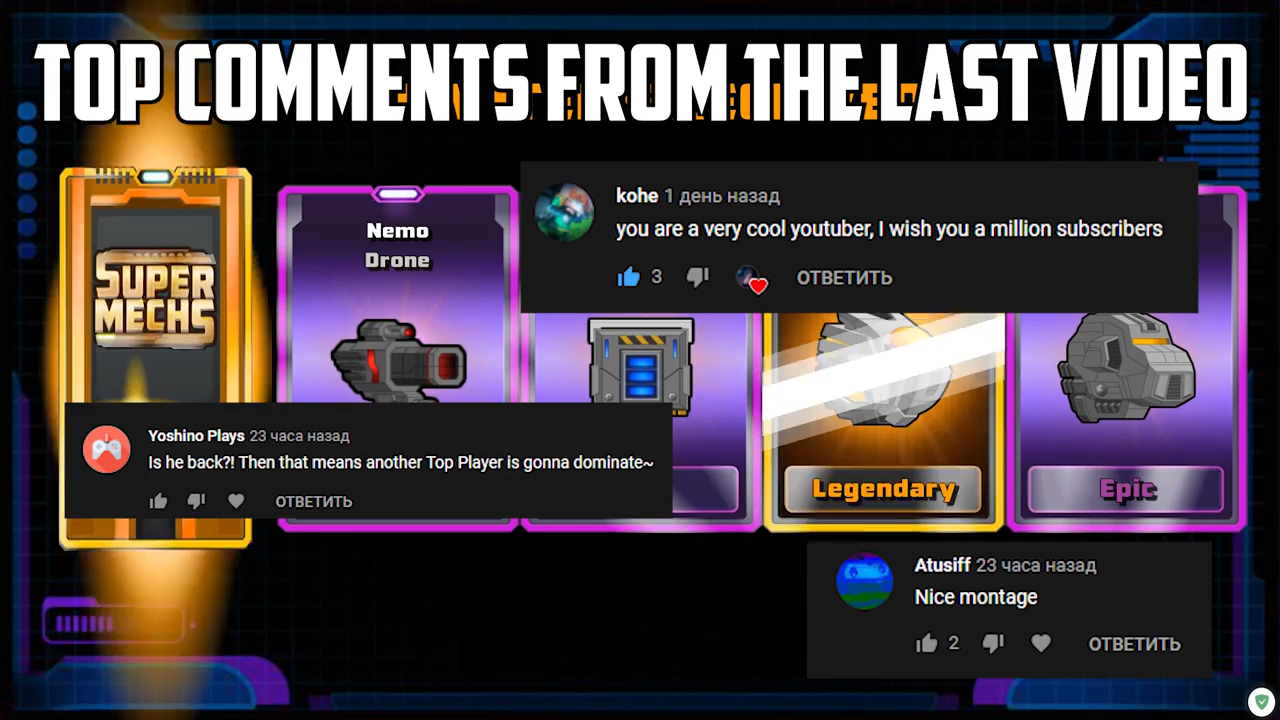 TOP COMMENTS FROM THE LAST VIDEO
SUPER
MECHS
Nemo
Drone
kohe 1 день назад
you are a very cool youtuber, I wish you a million subscribers
3 ОТВЕТИТЬ
Yoshino Plays 23 часа назад
Is he back?! Then that means another Top Player is gonna dominate~
ОТВЕТИТЬ
Legendary
Epic
Atusiff 23 часа назад
Nice montage
2 ОТВЕТИТЬ